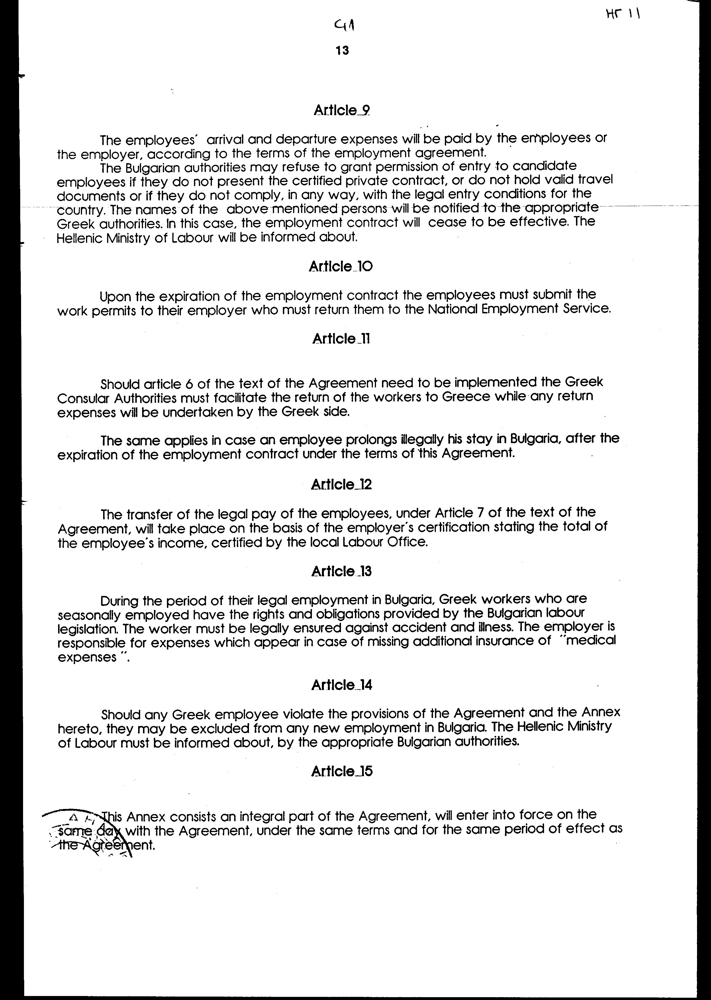 13
Article 9
The employees' arrival and departure expenses will be paid by the employees or
the employer, according to the terms of the employment agreement.
The Bulgarian authorities may refuse to grant permission of entry to candidate
employees if they do not present the certified private contract, or do not hold valid travel
documents or if they do not comply, in any way, with the legal entry conditions for the
country. The names of the above mentioned persons will be notified to the appropriate
Greek authorities. In this case, the employment contract will cease to be effective. The
Hellenic Ministry of Labour will be informed about.
Article 10
Upon the expiration of the employment contract the employees must submit the
work permits to their employer who must return them to the National Employment Service.
Article 11
Should article 6 of the text of the Agreement need to be implemented the Greek
Consular Authorities must facilitate the return of the workers to Greece while any return
expenses will be undertaken by the Greek side.
The same applies in case an employee prolongs illegally his stay in Bulgaria, after the
expiration of the employment contract under the terms of this Agreement.
Article 12
The transfer of the legal pay of the employees, under Article 7 of the text of the
Agreement, will take place on the basis of the employer's certification stating the total of
the employee's income, certified by the local Labour Office.
Article 13
During the period of their legal employment in Bulgaria, Greek workers who are
seasonally employed have the rights and obligations provided by the Bulgarian labour
legislation. The worker must be legally ensured against accident and illness. The employer is
responsible for expenses which appear in case of missing additional insurance of "medical
expenses ".
Article 14
Should any Greek employee violate the provisions of the Agreement and the Annex
hereto, they may be excluded from any new employment in Bulgaria. The Hellenic Ministry
of Labour must be informed about, by the appropriate Bulgarian authorities.
Article 15
This Annex consists an integral part of the Agreement, will enter into force on the
same day with the Agreement, under the same terms and for the same period of effect as
the Agreement.